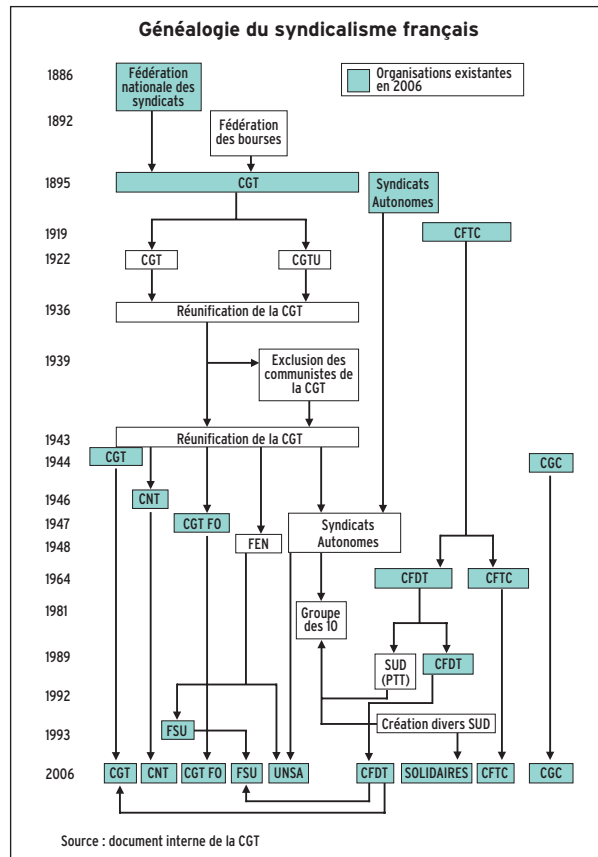 Généalogie du syndicalisme français
1886
Fédération
nationale des
syndicats
Organisations existantes
en 2006
1892
Fédération
des bourses
1895
CGT
Syndicats
Autonomes
1919
CFTC
1922
CGT
CGTU
1936
Réunification de la CGT
1939
Exclusion des
communistes de
la CGT
1943
Réunification de la CGT
1944
CGT
CGC
1946
CNT
1947
CGT FO
Syndicats
Autonomes
1948
FEN
1964
CFDT
CFTC
1981
Groupe
des 10
1989
SUD
(PTT)
CFDT
1992
Création divers SUD
1993
FSU
2006
CGT
CNT
CGT FO
FSU
UNSA
CFDT
SOLIDAIRES
CFTC
CGC
Source : document interne de la CGT